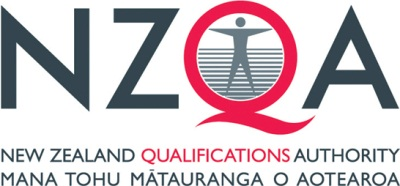 NZQA
NEW ZEALAND QUALIFICATIONS AUTHORITY
MANA TOHU MĀTAURANGA O AOTEAROA